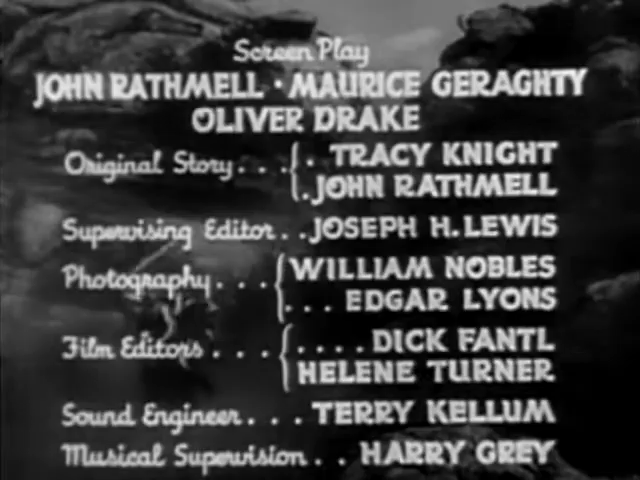 Screen Play
JOHN RATHMELL · MAURICE GERAGHTY
OLIVER DRAKE
Original Story . . . { . TRACY KNIGHT
. JOHN RATHMELL
Supervising Editor . . JOSEPH H. LEWIS
Photography . . . { WILLIAM NOBLES
. . . EDGAR LYONS
Film Editors . . . { . . . . DICK FANTL
HELENE TURNER
Sound Engineer . . . TERRY KELLUM
Musical Supervision . . HARRY GREY